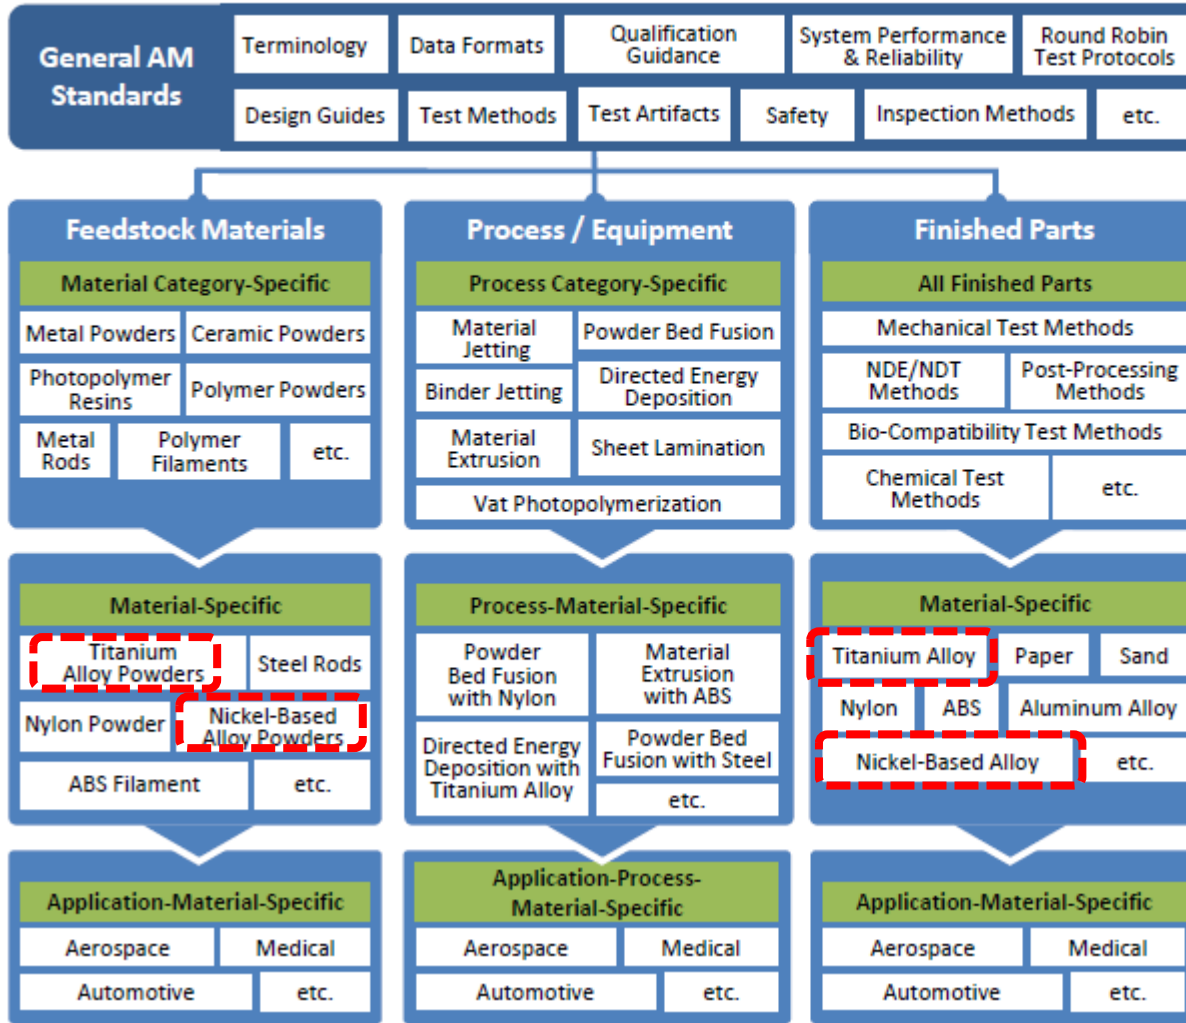 General AM
Standards
Terminology
Data Formats
Qualification
Guidance
System Performance
& Reliability
Round Robin
Test Protocols
Design Guides
Test Methods
Test Artifacts
Safety
Inspection Methods
etc.
Feedstock Materials
Material Category-Specific
Metal Powders
Ceramic Powders
Photopolymer
Resins
Polymer Powders
Metal
Rods
Polymer
Filaments
etc.
Material-Specific
Titanium
Alloy Powders
Steel Rods
Nylon Powder
Nickel-Based
Alloy Powders
ABS Filament
etc.
Application-Material-Specific
Aerospace
Medical
Automotive
etc.
Process / Equipment
Process Category-Specific
Material
Jetting
Powder Bed Fusion
Binder Jetting
Directed Energy
Deposition
Material
Extrusion
Sheet Lamination
Vat Photopolymerization
Process-Material-Specific
Powder
Bed Fusion
with Nylon
Material
Extrusion
with ABS
Directed Energy
Deposition with
Titanium Alloy
Powder Bed
Fusion with Steel
etc.
Application-Process-
Material-Specific
Aerospace
Medical
Automotive
etc.
Finished Parts
All Finished Parts
Mechanical Test Methods
NDE/NDT
Methods
Post-Processing
Methods
Bio-Compatibility Test Methods
Chemical Test
Methods
etc.
Material-Specific
Titanium Alloy
Paper
Sand
Nylon
ABS
Aluminum Alloy
Nickel-Based Alloy
etc.
Application-Material-Specific
Aerospace
Medical
Automotive
etc.